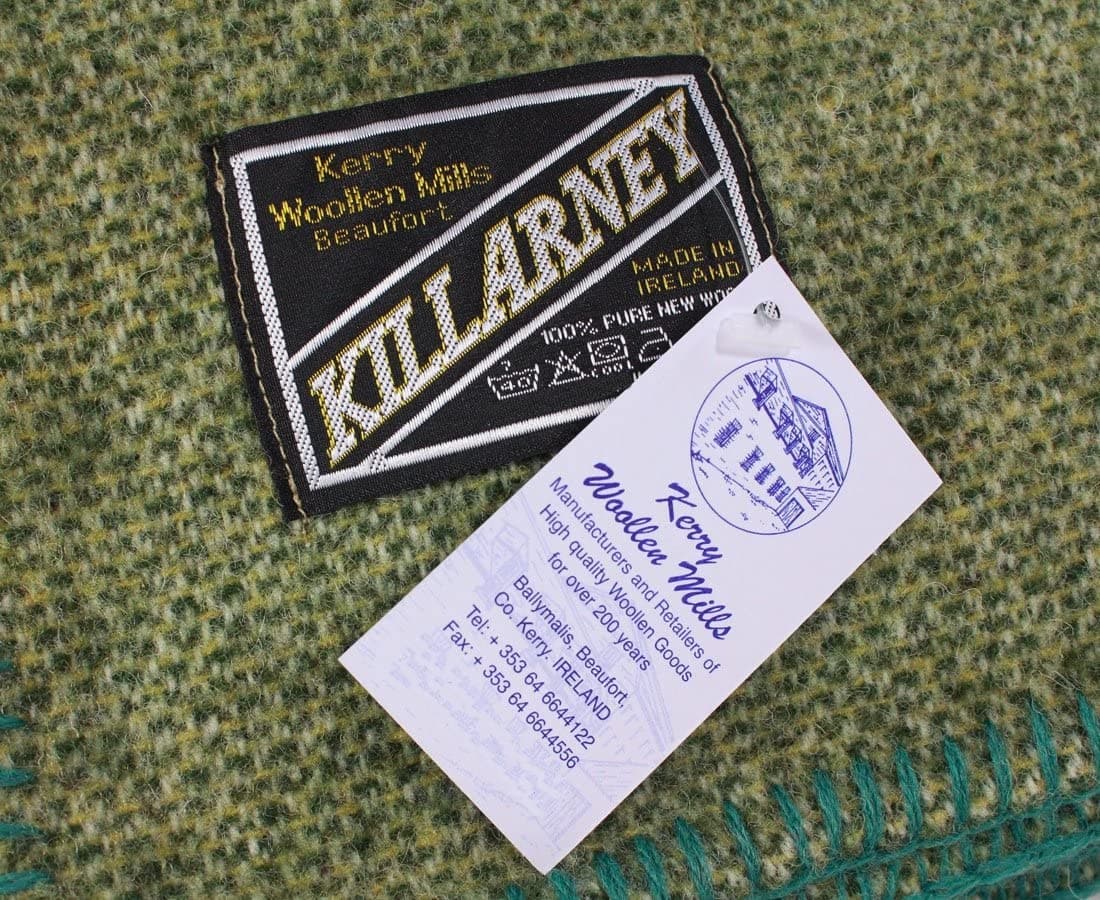 Kerry
Woollen Mills
Beaufort
KILLARNEY
MADE IN
IRELAND
100% PURE NEW
40
Kerry
Woollen Mills
Manufacturers and Retailers of
High quality Woollen Goods
for over 200 years
Ballymalis, Beaufort,
Co. Kerry, IRELAND
Tel: + 353 64 6644122
Fax: + 353 64 6644556